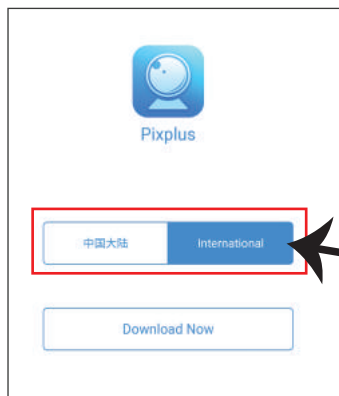 Pixplus
中国大陆 International
Download Now